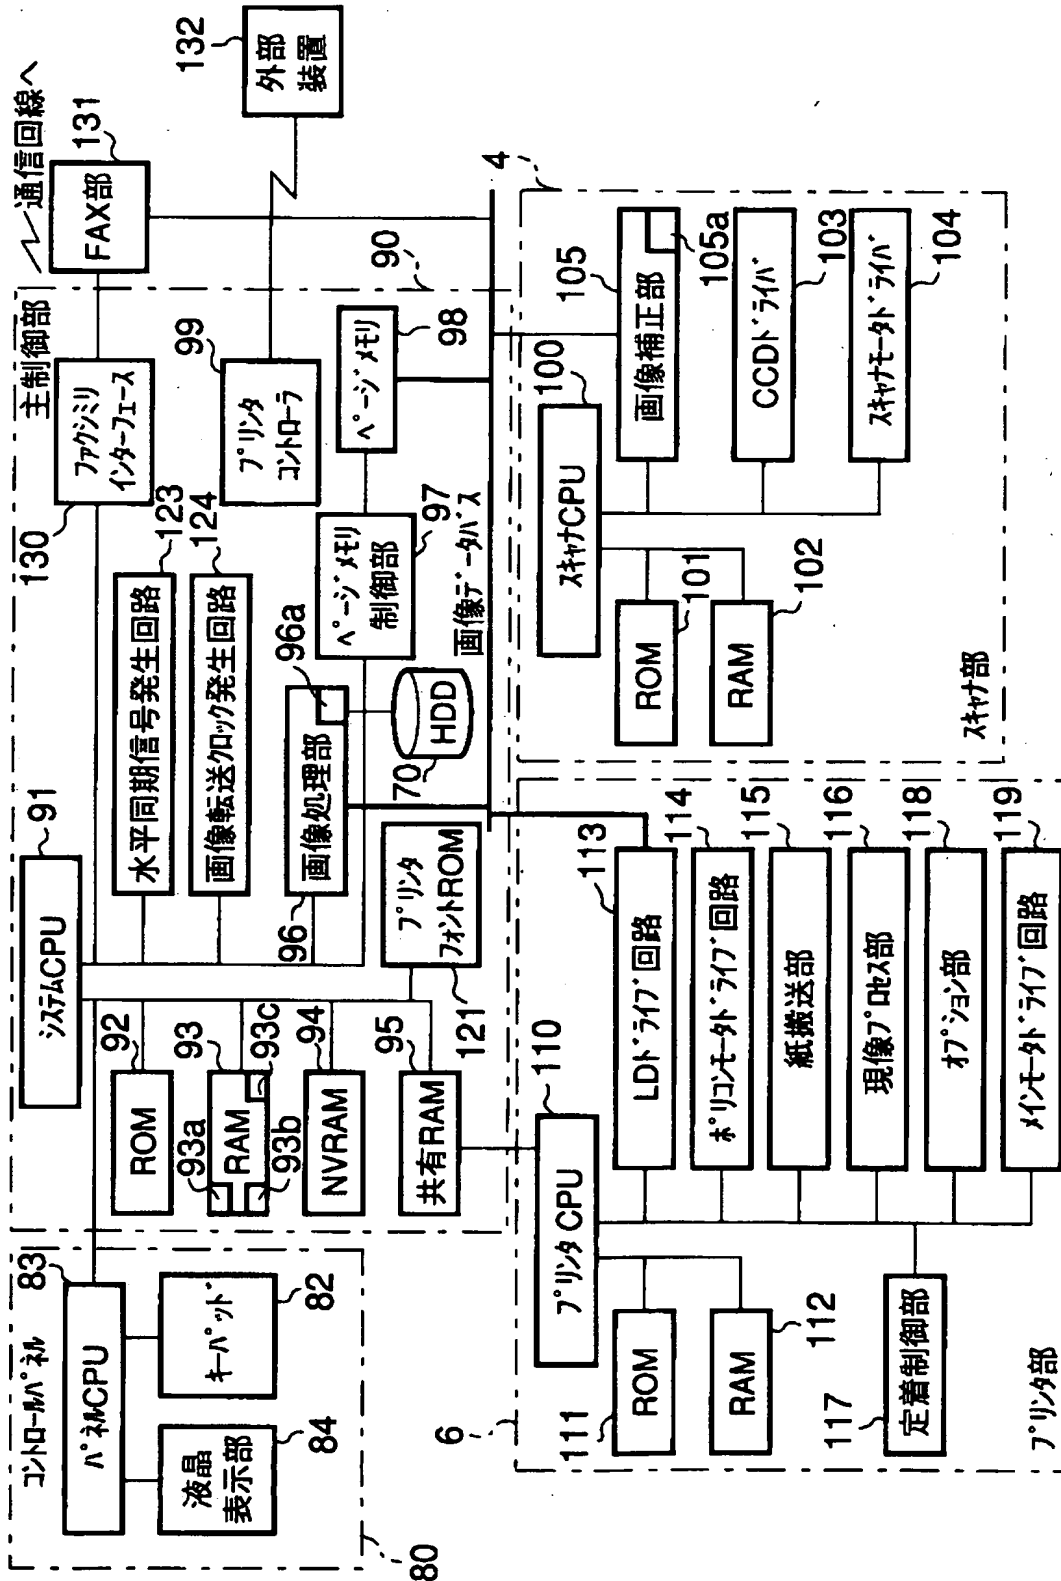 コントロールパネル
83
パネルCPU
液晶
表示部
84
キーパッド
82
80
主制御部
91
システムCPU
ROM
92
93a
RAM
93
93b
93c
NVRAM
94
共有RAM
95
プリンタ
フォントROM
121
水平同期信号発生回路
123
画像転送クロック発生回路
124
画像処理部
96
96a
HDD
70
ページメモリ
制御部
97
ページメモリ
98
画像データバス
ファクシミリ
インターフェース
130
プリンタ
コントローラ
99
90
通信回線へ
FAX部
131
外部
装置
132
6
プリンタCPU
110
ROM
111
RAM
112
LDドライブ回路
113
ポリコンモータドライブ回路
114
紙搬送部
115
現像プロセス部
116
オプション部
118
メインモータドライブ回路
119
定着制御部
117
プリンタ部
4
スキャナCPU
100
ROM
101
RAM
102
画像補正部
105
105a
CCDドライバ
103
スキャナモータドライバ
104
スキャナ部